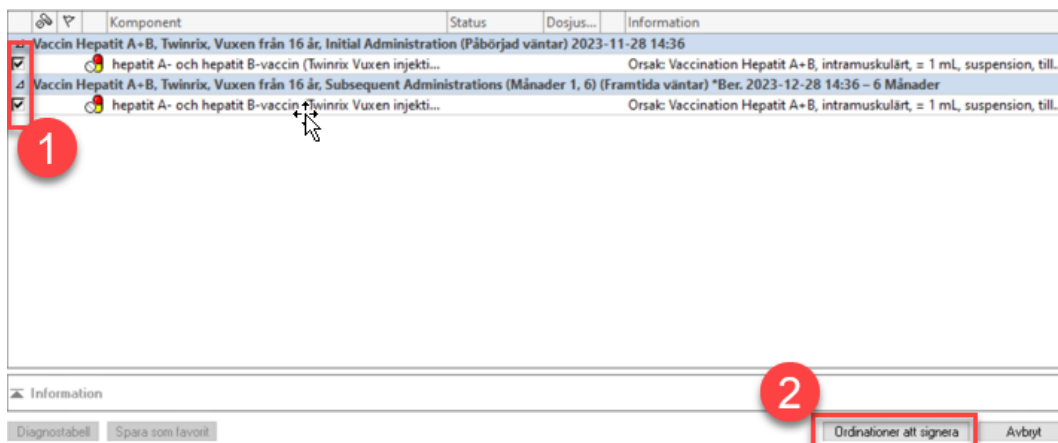 Komponent Status Dosjus... Information
Vaccin Hepatit A+B, Twinrix, Vuxen från 16 år, Initial Administration (Påbörjad väntar) 2023-11-28 14:36
hepatit A- och hepatit B-vaccin (Twinrix Vuxen injekti... Orsak: Vaccination Hepatit A+B, intramuskulärt, = 1 mL, suspension, till...
Vaccin Hepatit A+B, Twinrix, Vuxen från 16 år, Subsequent Administrations (Månader 1, 6) (Framtida väntar) *Ber. 2023-12-28 14:36 – 6 Månader
hepatit A- och hepatit B-vaccin (Twinrix Vuxen injekti... Orsak: Vaccination Hepatit A+B, intramuskulärt, = 1 mL, suspension, till...
1
2
Information
Diagnostabell Spara som favorit Ordinationer att signera Avbryt